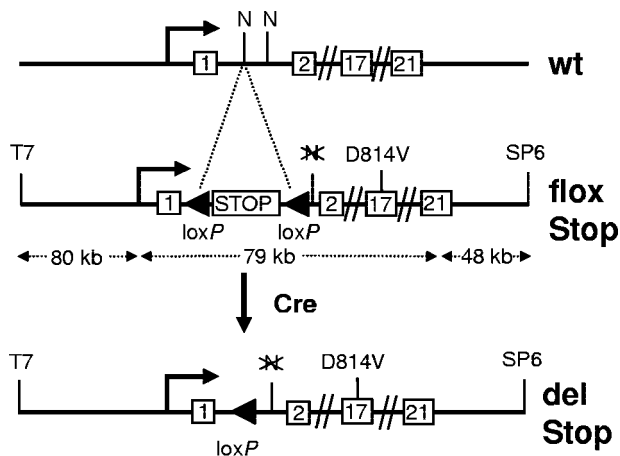 N N
1 2 17 21 wt
T7 N D814V SP6
1 STOP 2 17 21 flox
Stop
loxP loxP
80 kb 79 kb 48 kb
Cre
T7 N D814V SP6
1 2 17 21 del
Stop
loxP